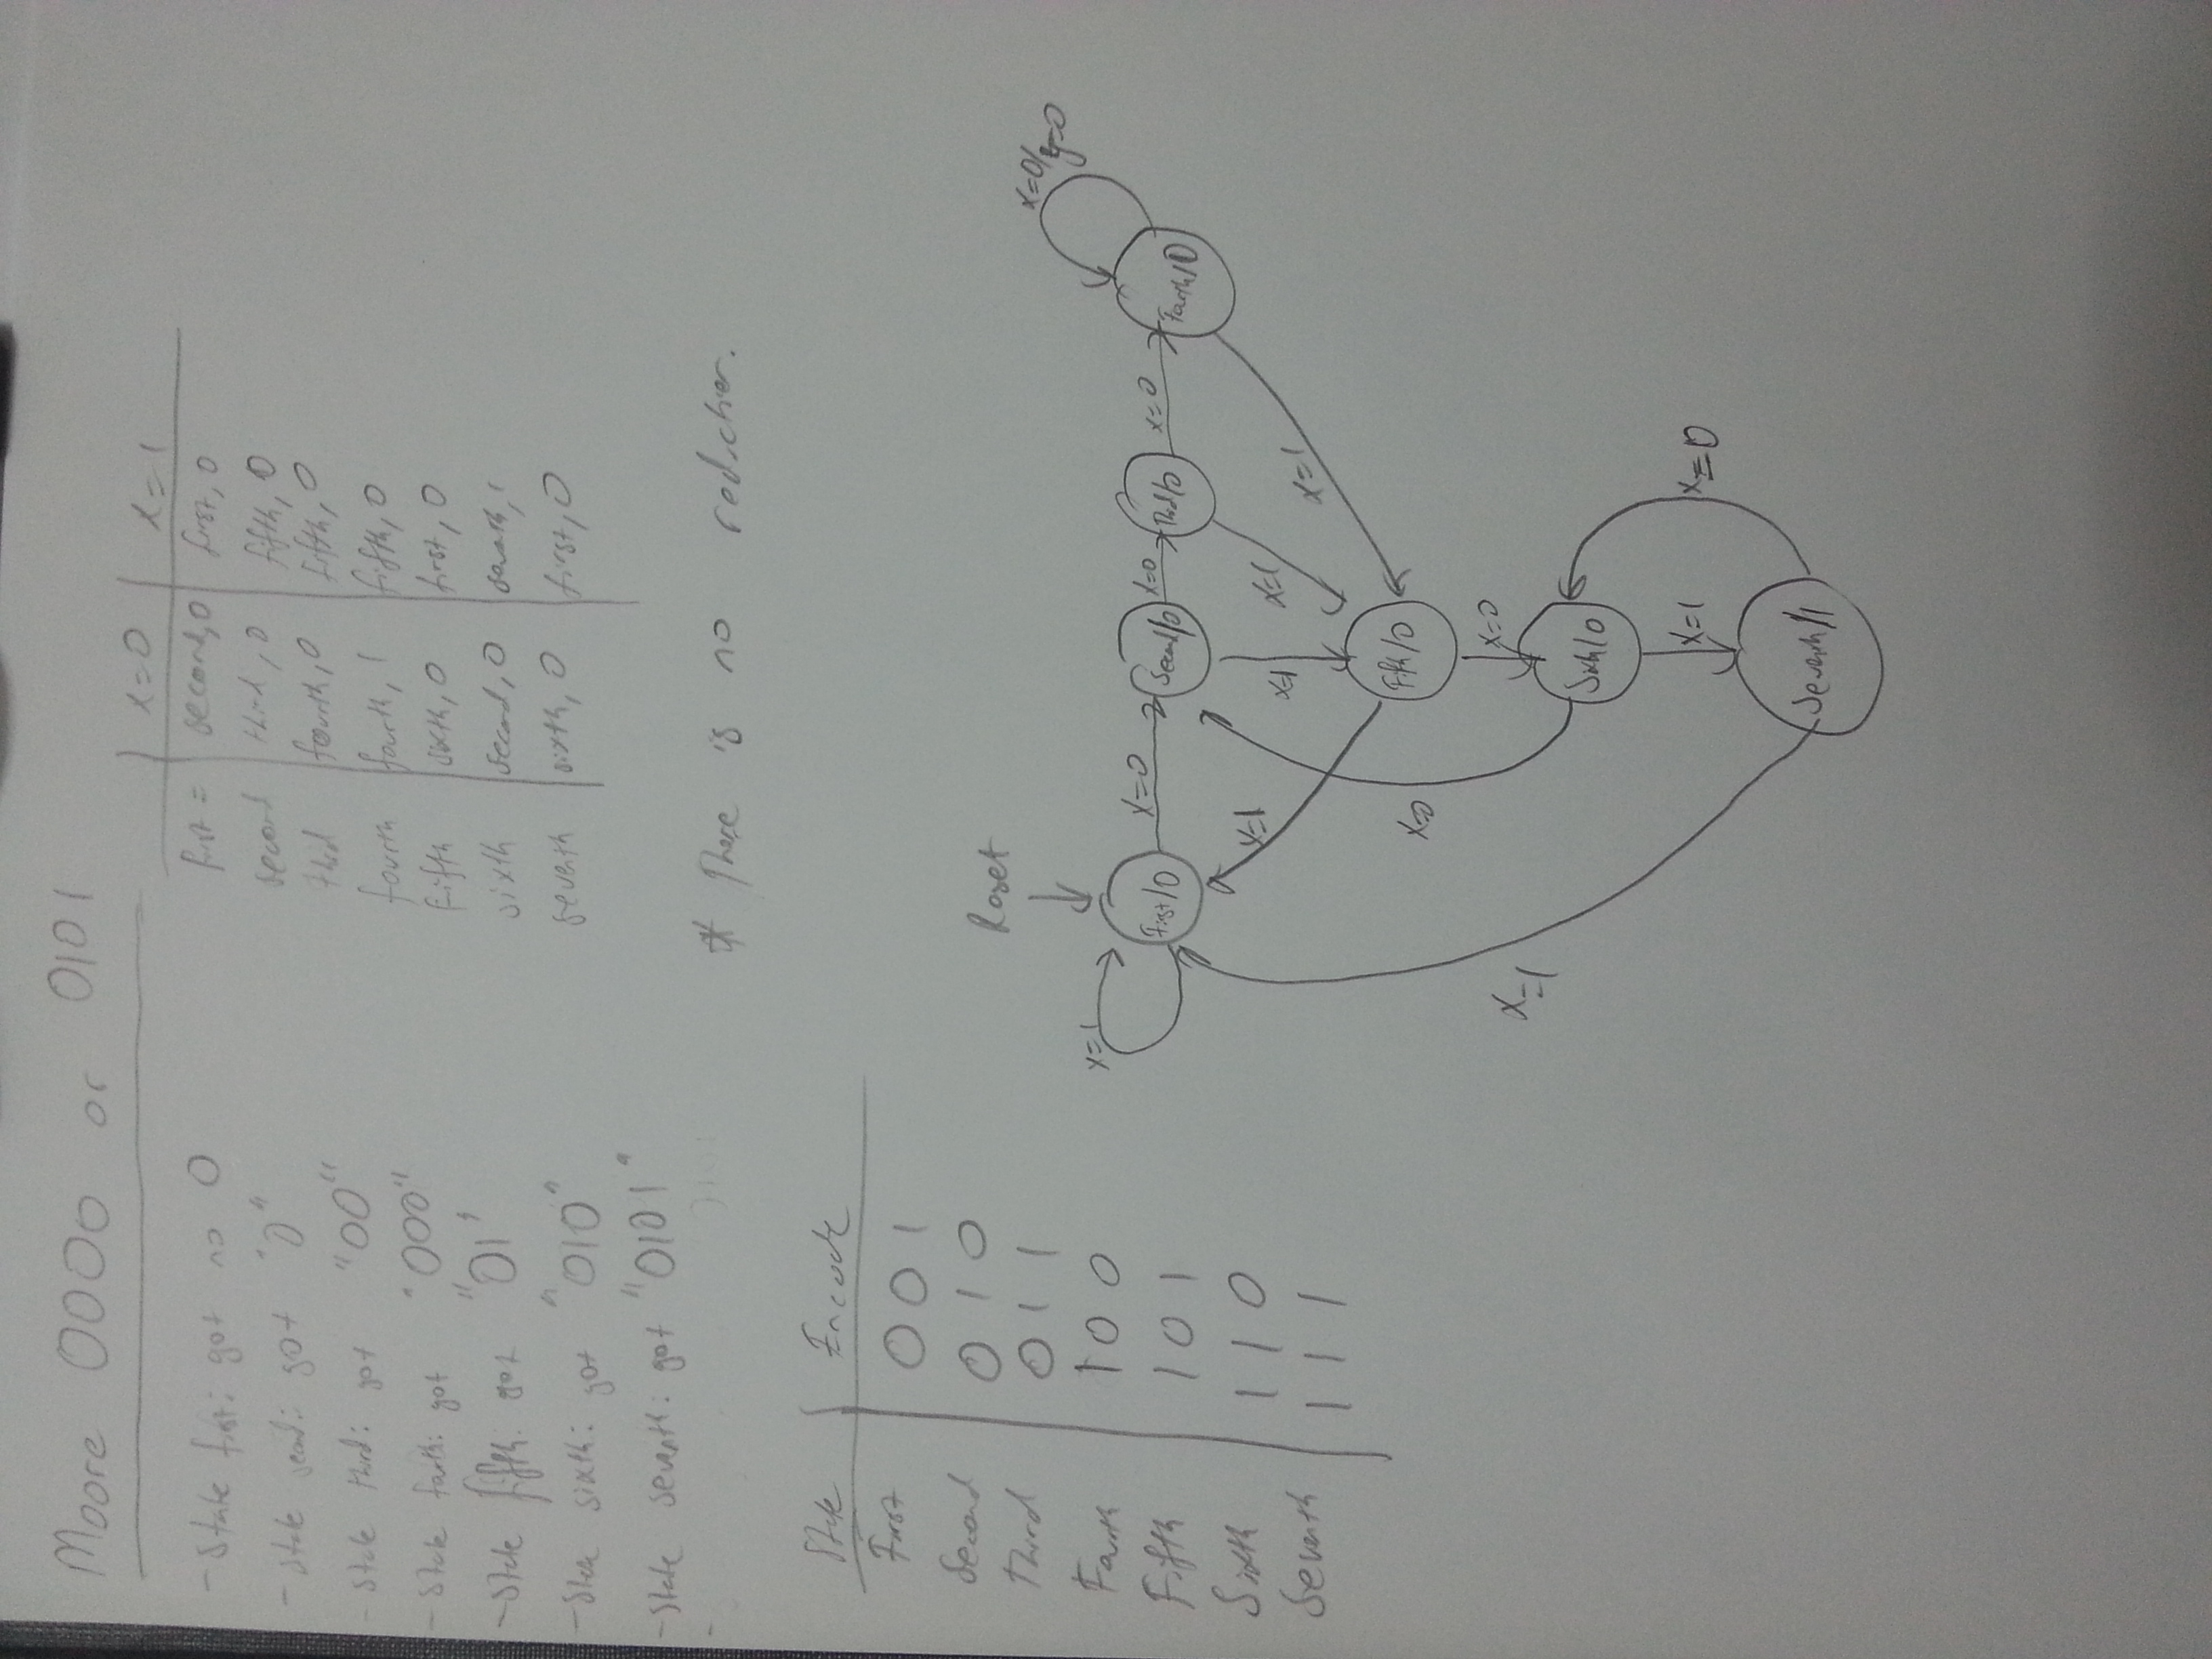 Moore 0000 or 0101
- State first: got no 0
- State second: got "0"
- State third: got "00"
- State farth: got "000"
- State fifth: got "01"
- State sixth: got "010"
- State seventh: got "0101"
x=0 x=1
first = second,0 first,0
second third,0 fifth,0
third fourth,0 fifth,0
fourth fourth,1 fifth,0
fifth sixth,0 first,0
sixth second,0 seventh,1
seventh sixth,0 first,0
* There is no reduction.
State Encode
First 001
Second 010
Third 011
Farth 100
Fifth 101
Sixth 110
Seventh 111
Reset
x=0/y=0
x=1
First/0
x=0
Second/0
x=0
Third/0
x=0
Farth/0
x=1
x=1
x=1
x=1
Fifth/0
x=0
x=0
x=1
Sixth/0
x=1
x=0
Seventh/1